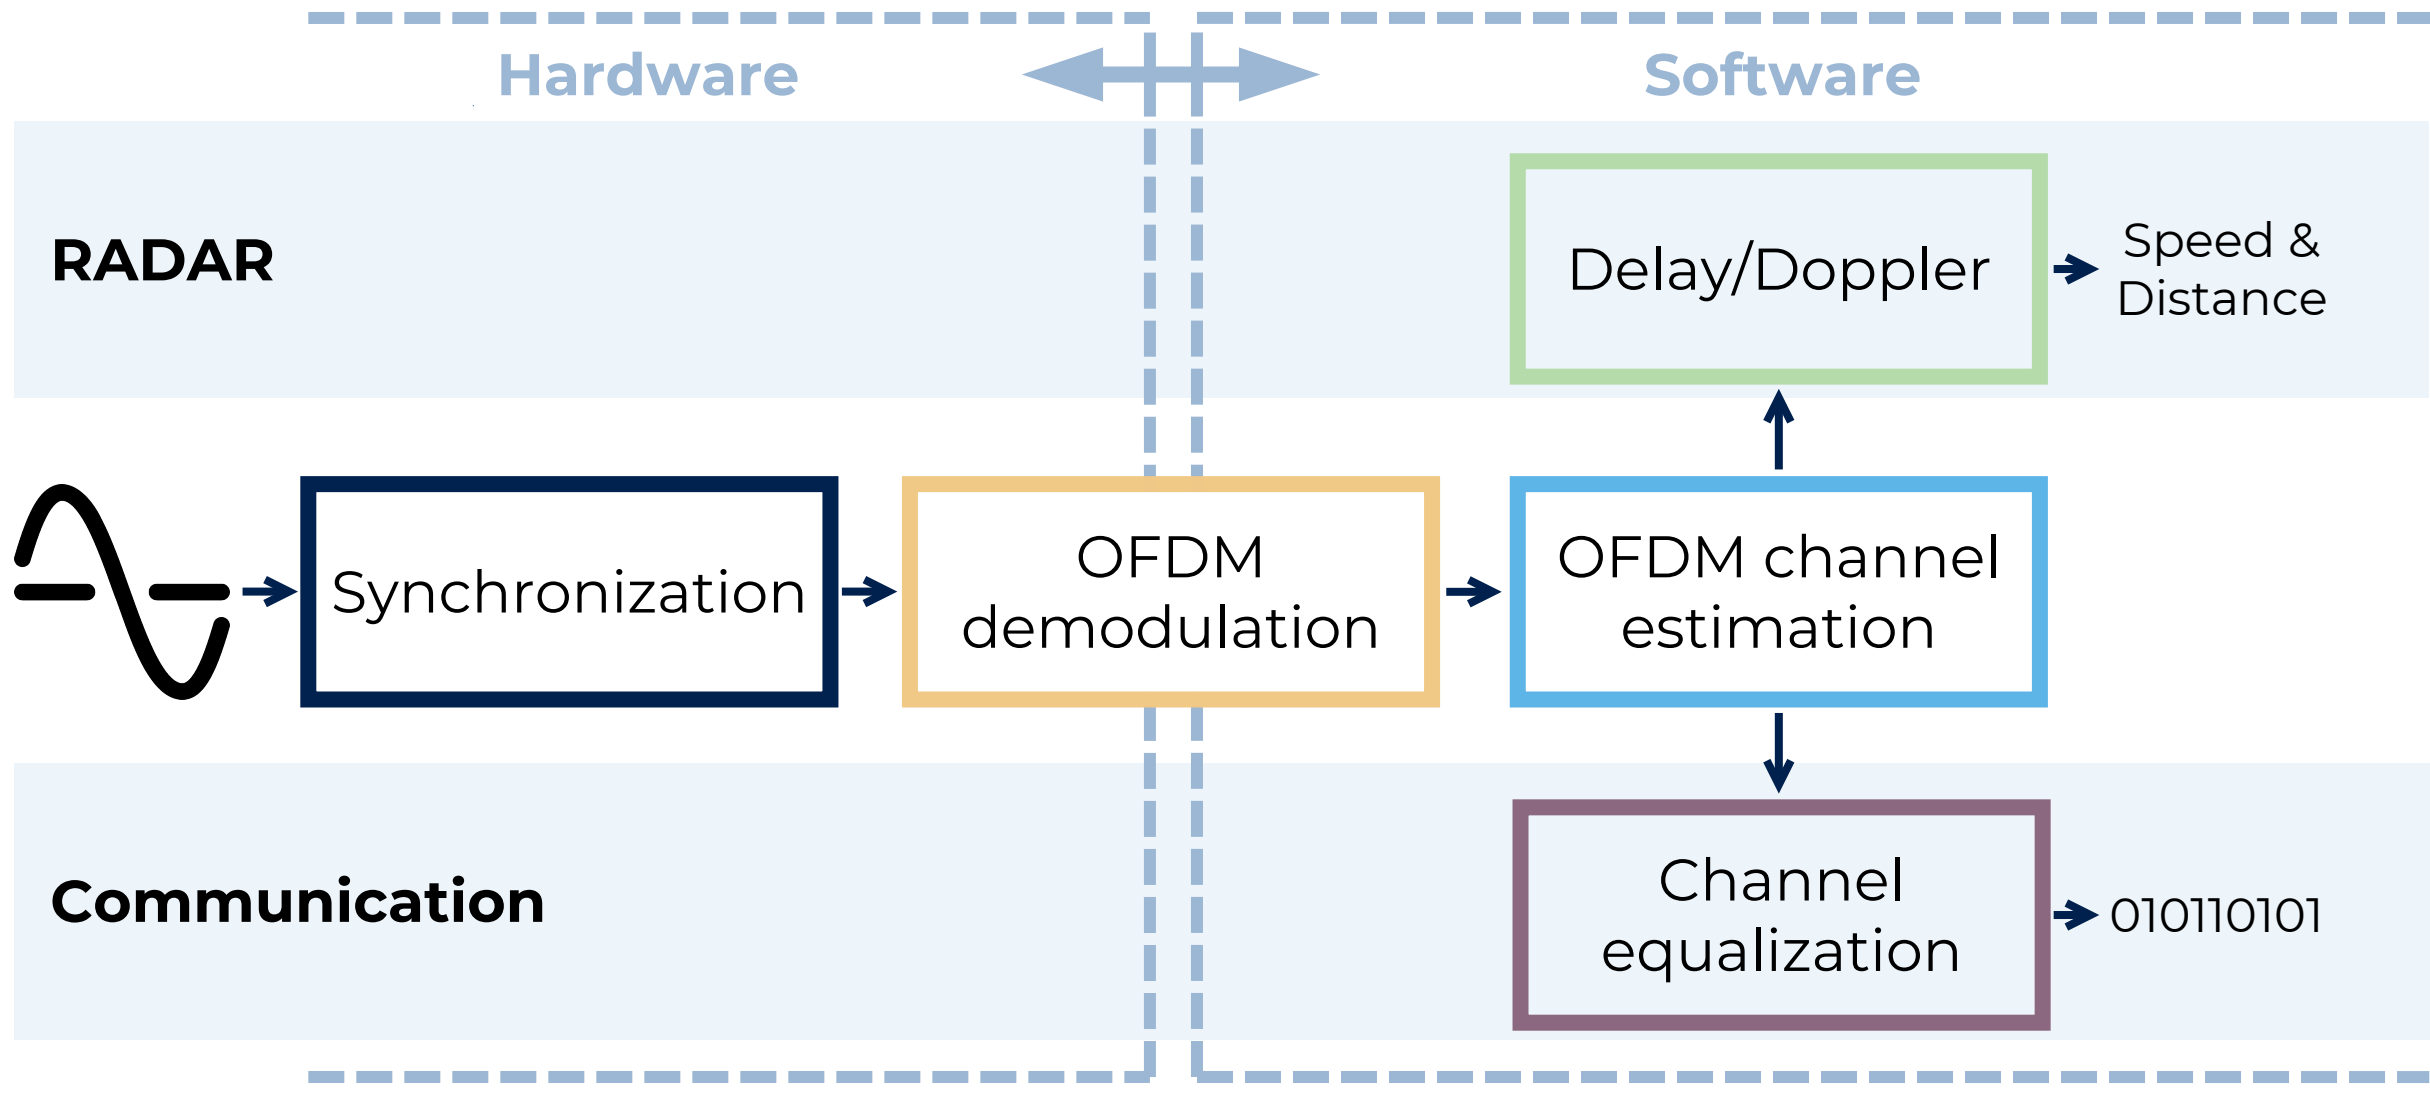 Hardware
Software
RADAR
Delay/Doppler
Speed &
Distance
Synchronization
OFDM
demodulation
OFDM channel
estimation
Communication
Channel
equalization
010110101